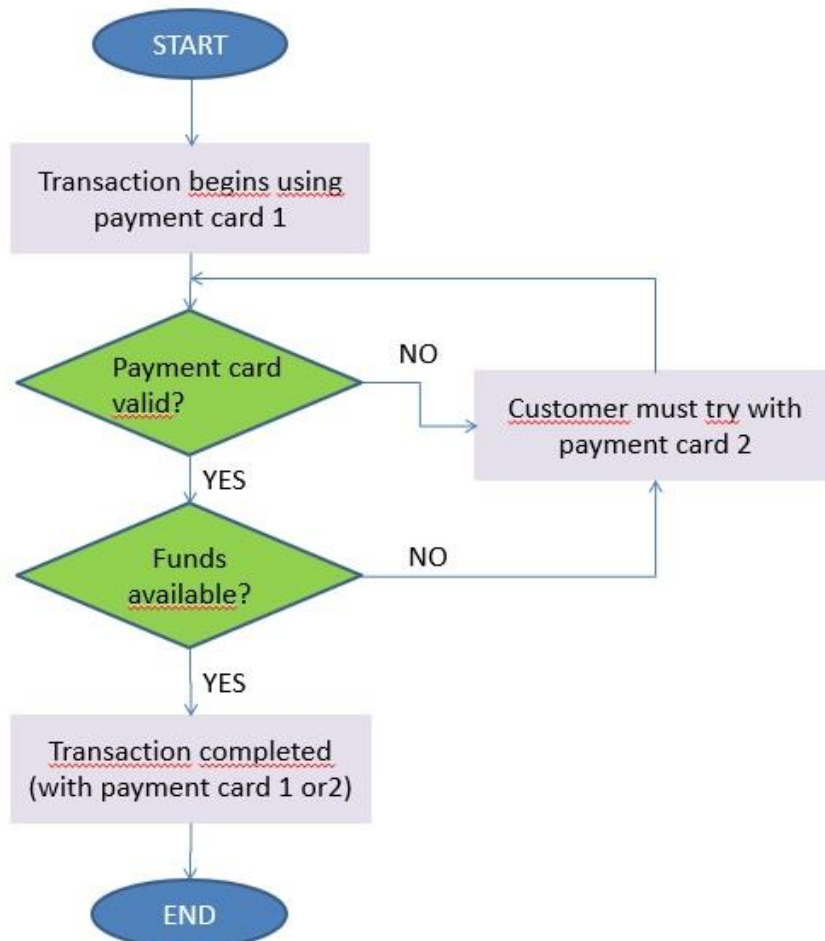 START
Transaction begins using
payment card 1
Payment card
valid?
NO
Customer must try with
payment card 2
YES
Funds
available?
NO
YES
Transaction completed
(with payment card 1 or2)
END